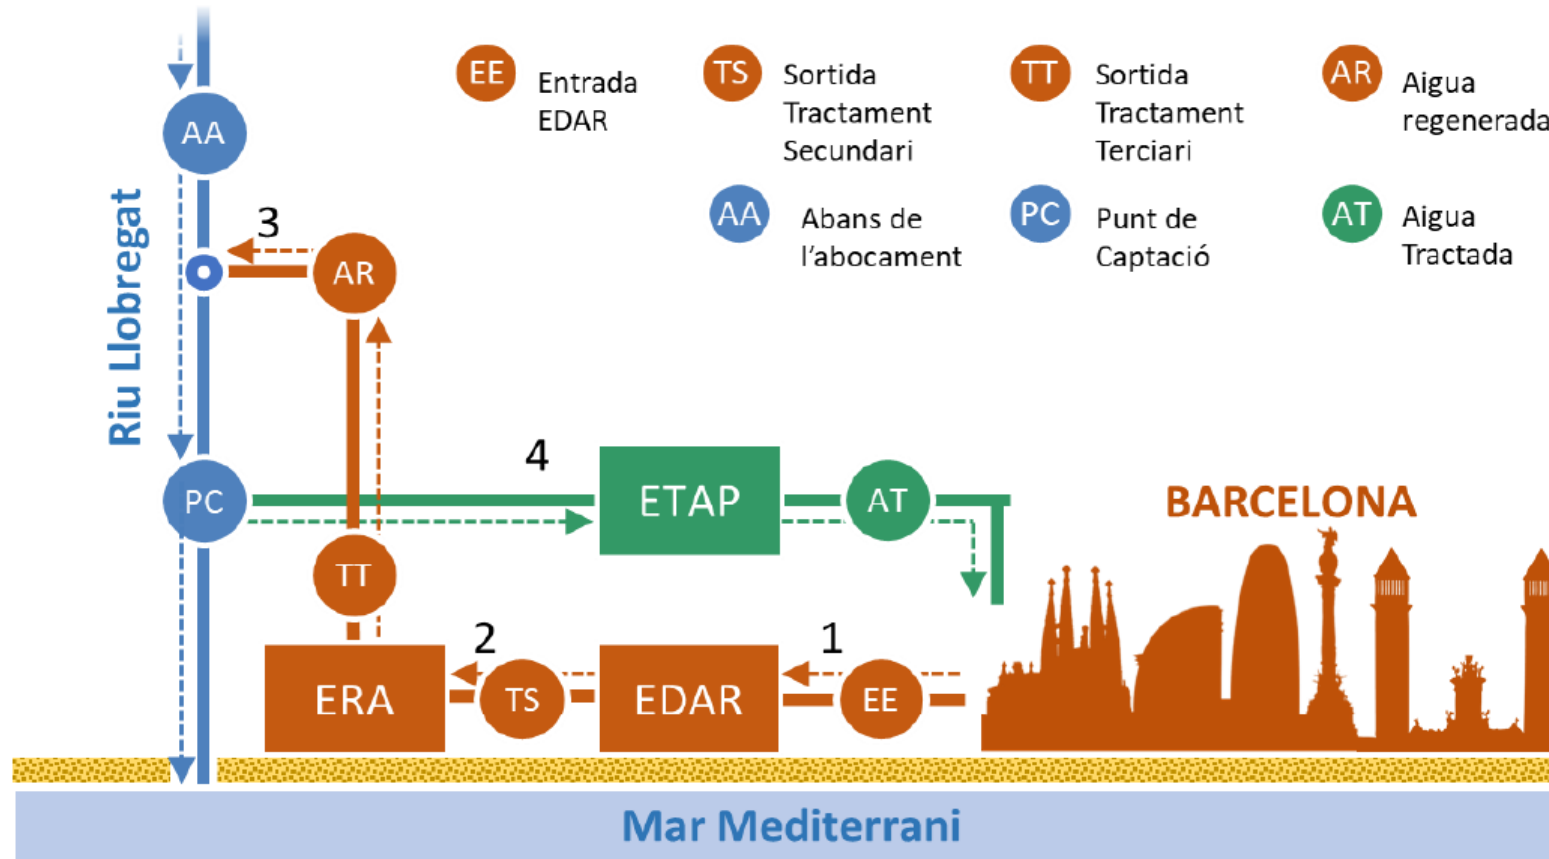 EE Entrada
EDAR
TS Sortida
Tractament
Secundari
TT Sortida
Tractament
Terciari
AR Aigua
regenerada
AA Abans de
l'abocament
PC Punt de
Captació
AT Aigua
Tractada
AA
Riu Llobregat
3
AR
4
PC
ETAP
AT
BARCELONA
TT
2
1
ERA
TS
EDAR
EE
Mar Mediterrani